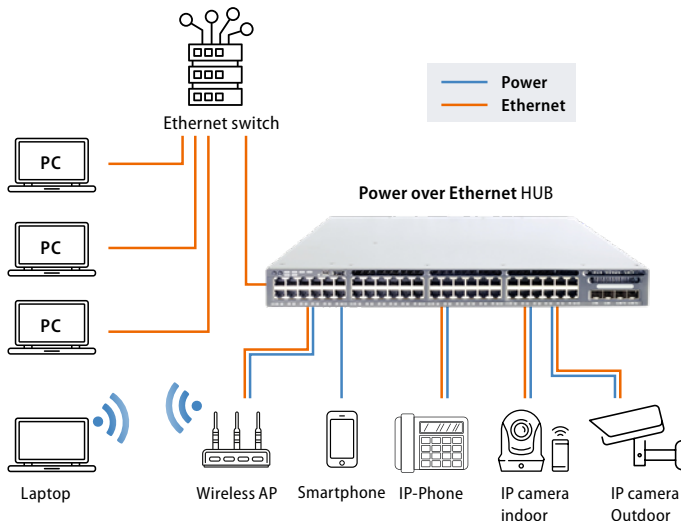 Ethernet switch
Power
Ethernet
PC
PC
PC
Power over Ethernet HUB
Laptop
Wireless AP
Smartphone
IP-Phone
IP camera
indoor
IP camera
Outdoor